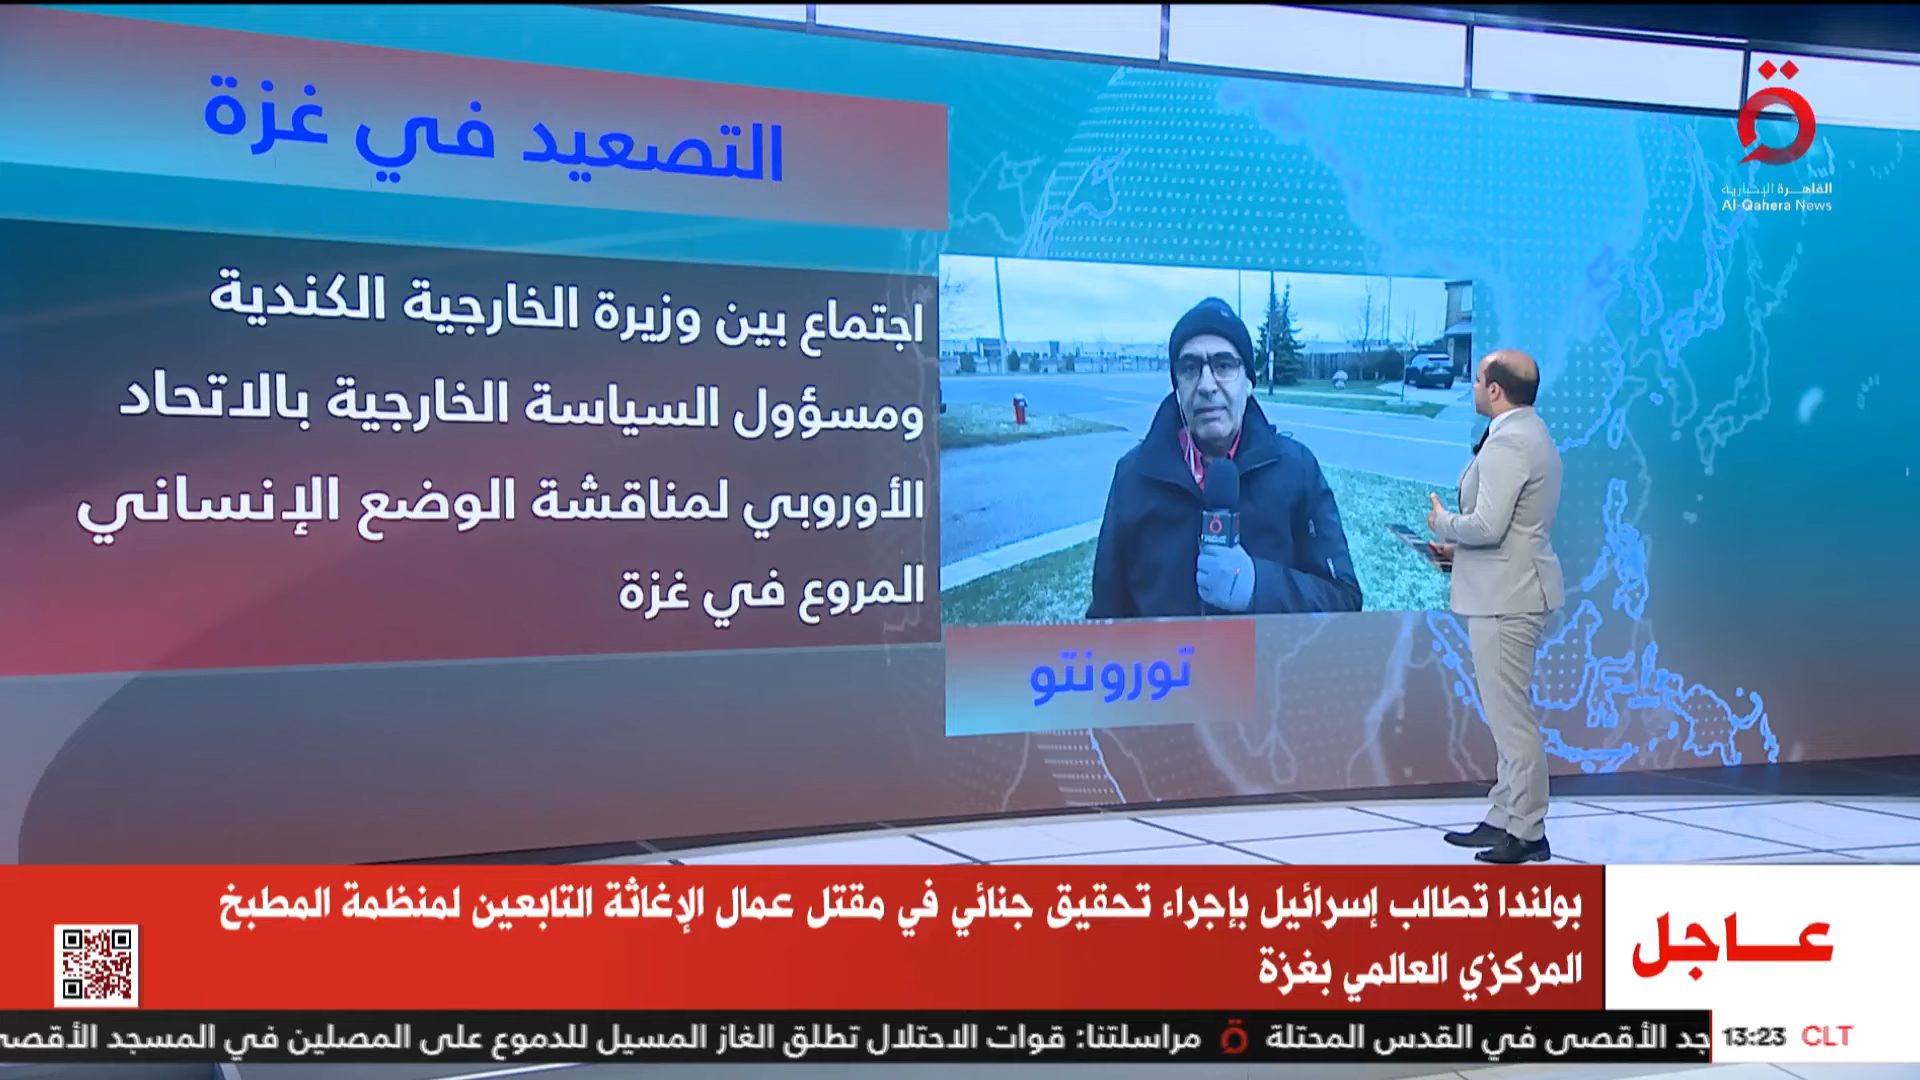 التصعيد في غزة
القاهرة الإخبارية
Al-Qahera News
اجتماع بين وزيرة الخارجية الكندية
ومسؤول السياسة الخارجية بالاتحاد
الأوروبي لمناقشة الوضع الإنساني
المروع في غزة
تورونتو
عاجل
بولندا تطالب إسرائيل بإجراء تحقيق جنائي في مقتل عمال الإغاثة التابعين لمنظمة المطبخ
المركزي العالمي بغزة
13:23 CLT
جد الأقصى في القدس المحتلة مراسلتنا: قوات الاحتلال تطلق الغاز المسيل للدموع على المصلين في المسجد الأقصى